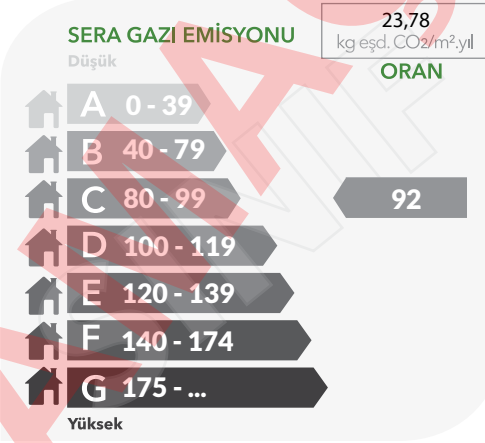 SERA GAZI EMİSYONU
23,78
kg eşd. CO2/m².yıl
Düşük
ORAN
A 0 - 39
B 40 - 79
C 80 - 99
92
D 100 - 119
E 120 - 139
F 140 - 174
G 175 - ...
Yüksek